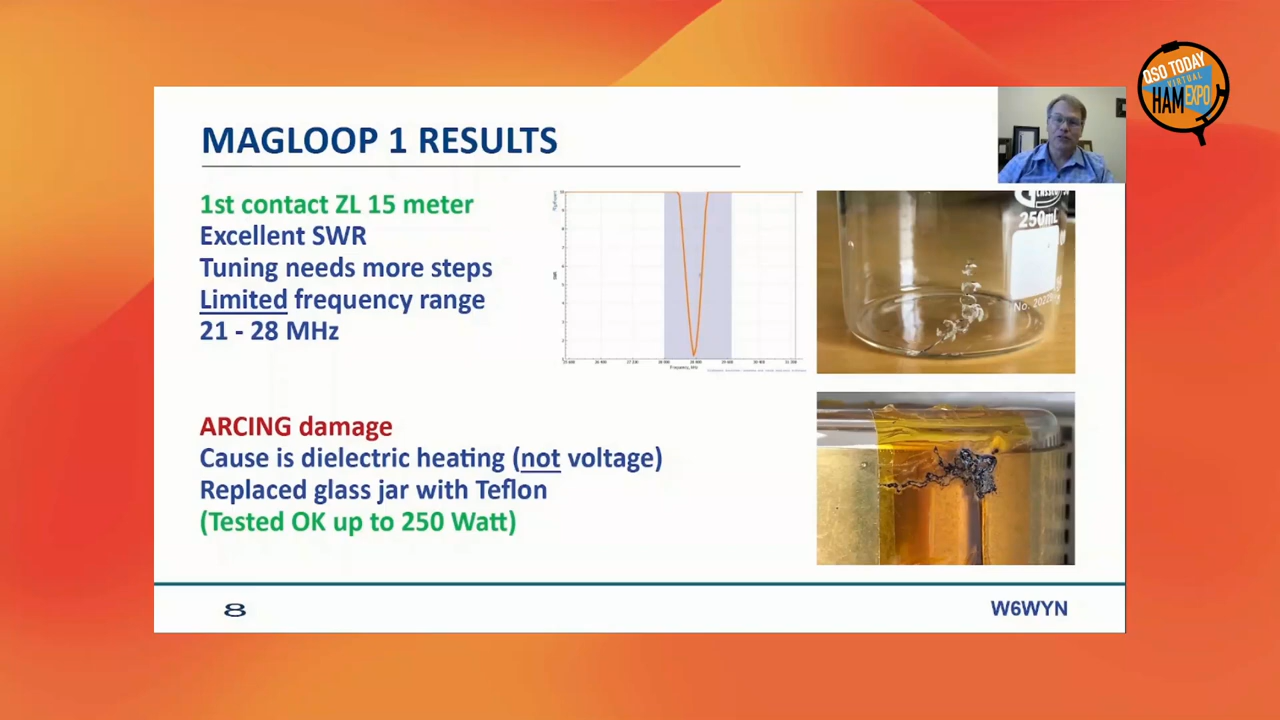 QSO TODAY
VIRTUAL
HAM EXPO
MAGLOOP 1 RESULTS
1st contact ZL 15 meter
Excellent SWR
Tuning needs more steps
Limited frequency range
21 - 28 MHz
250mL
ARCING damage
Cause is dielectric heating (not voltage)
Replaced glass jar with Teflon
(Tested OK up to 250 Watt)
8
W6WYN